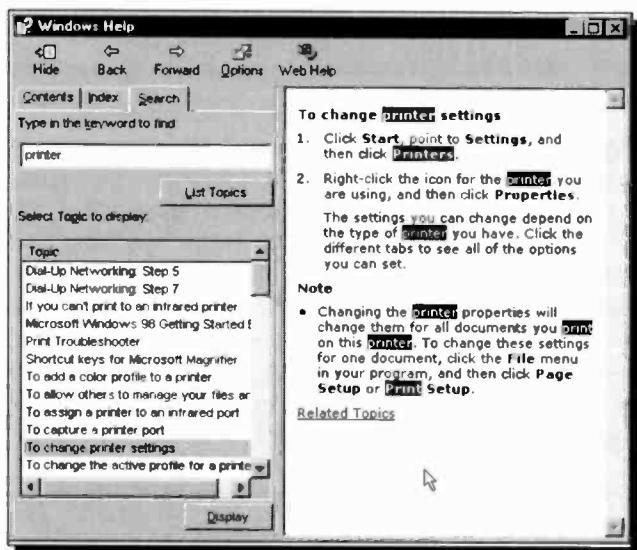 Windows Help
Hide Back Forward Options Web Help
Contents Index Search
Type in the keyword to find
printer
List Topics
Select Topic to display:
Topic
Dial-Up Networking: Step 5
Dial-Up Networking: Step 7
If you can't print to an infrared printer
Microsoft Windows 98 Getting Started
Print Troubleshooter
Shortcut keys for Microsoft Magnifier
To add a color profile to a printer
To allow others to manage your files ar
To assign a printer to an infrared port
To capture a printer port
To change printer settings
To change the active profile for a printe
Display
To change printer settings
1. Click Start, point to Settings, and
then click Printers.
2. Right-click the icon for the printer you
are using, and then click Properties.
The settings you can change depend on
the type of printer you have. Click the
different tabs to see all of the options
you can set.
Note
• Changing the printer properties will
change them for all documents you print
on this printer. To change these settings
for one document, click the File menu
in your program, and then click Page
Setup or Print Setup.
Related Topics